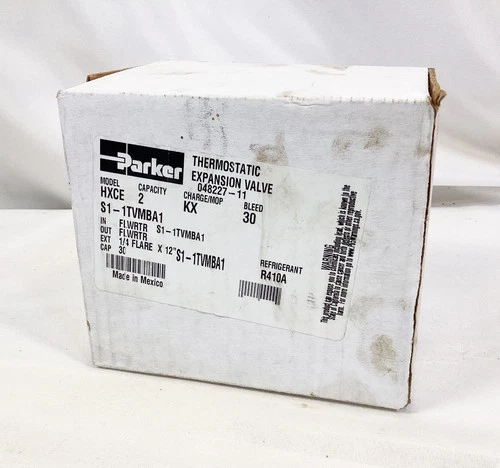 Parker
THERMOSTATIC
EXPANSION VALVE
048227-11
MODEL CAPACITY CHARGE/MOP BLEED
HXCE 2 KX 30
S1-1TVMBA1
IN FLWRTR S1-1TVMBA1
OUT FLWRTR
EXT 1/4 FLARE X 12" S1-1TVMBA1
CAP 30
Made in Mexico
REFRIGERANT
R410A
WARNING